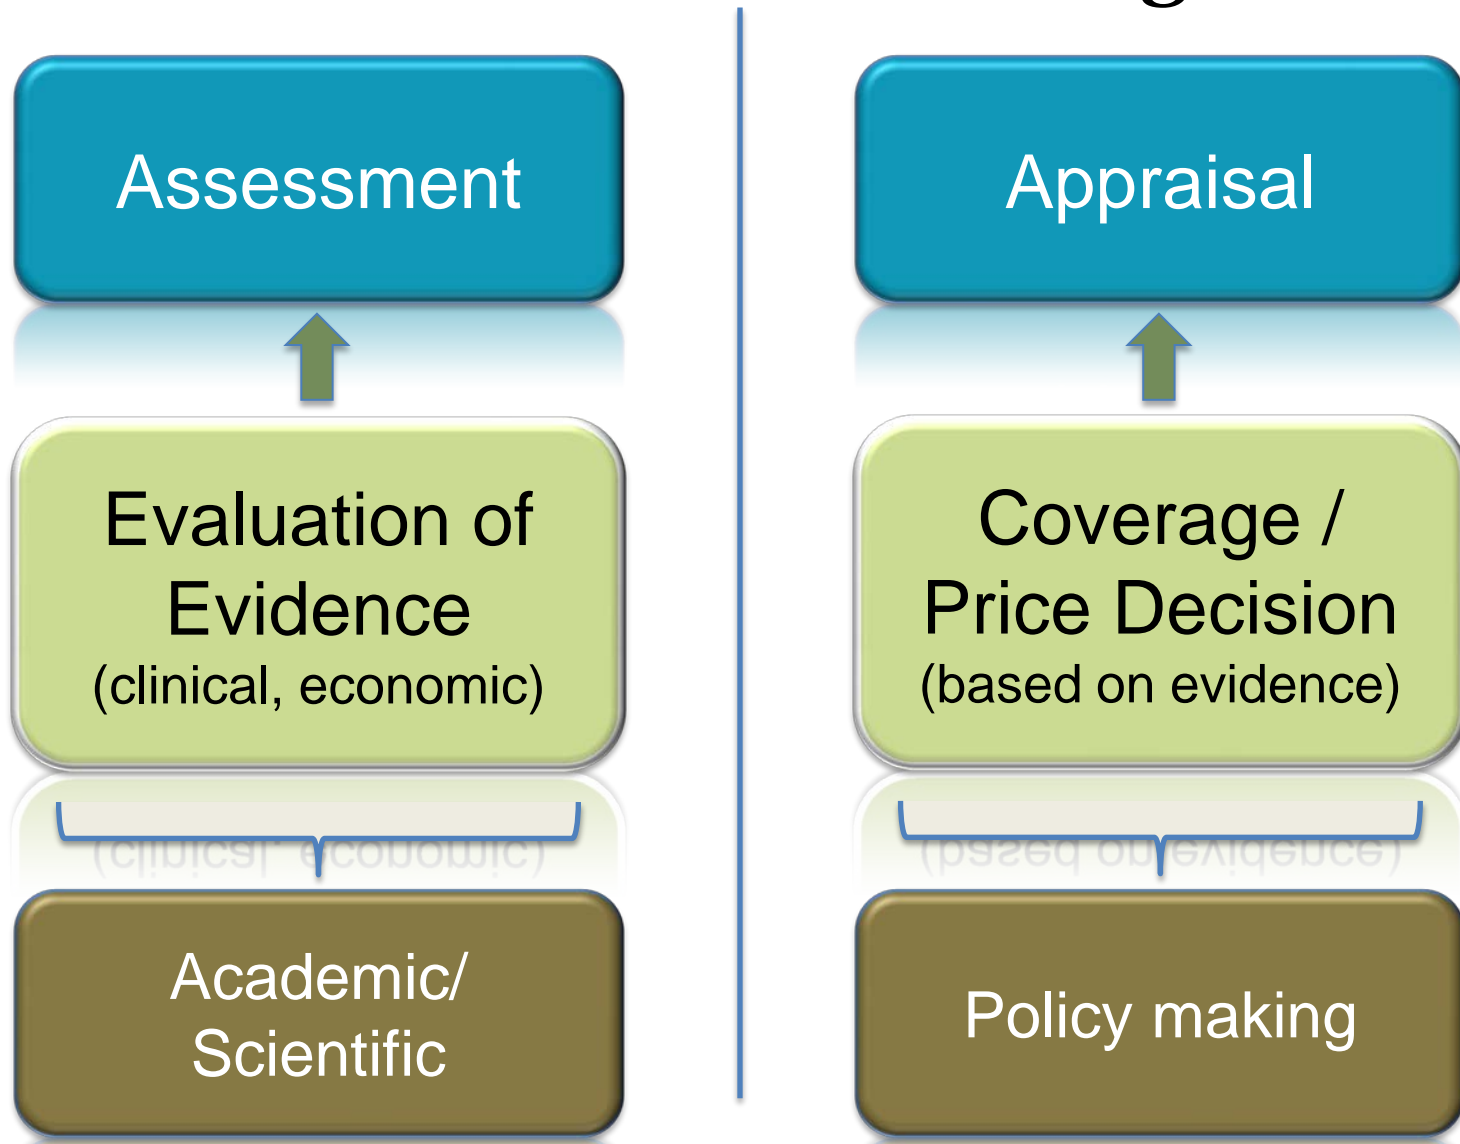 Assessment
Evaluation of
Evidence
(clinical, economic)
Academic/
Scientific
Appraisal
Coverage /
Price Decision
(based on evidence)
Policy making